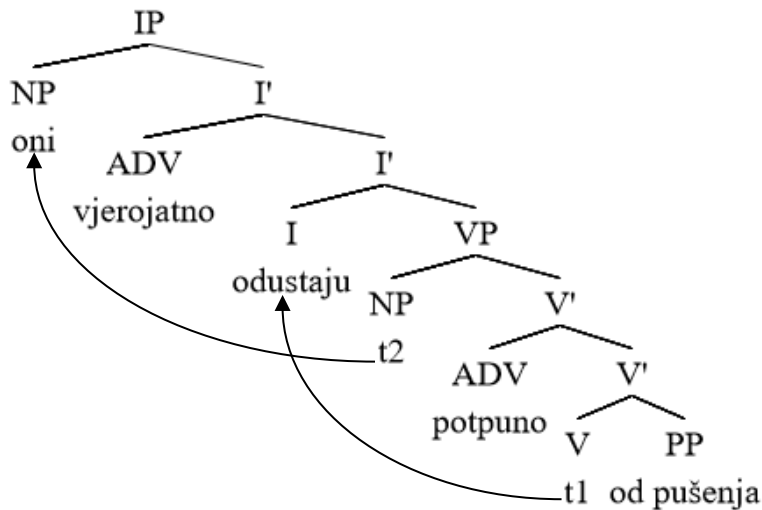 IP
NP I'
oni
ADV I'
vjerojatno
I VP
odustaju
NP V'
t2
ADV V'
potpuno
V PP
t1 od pušenja